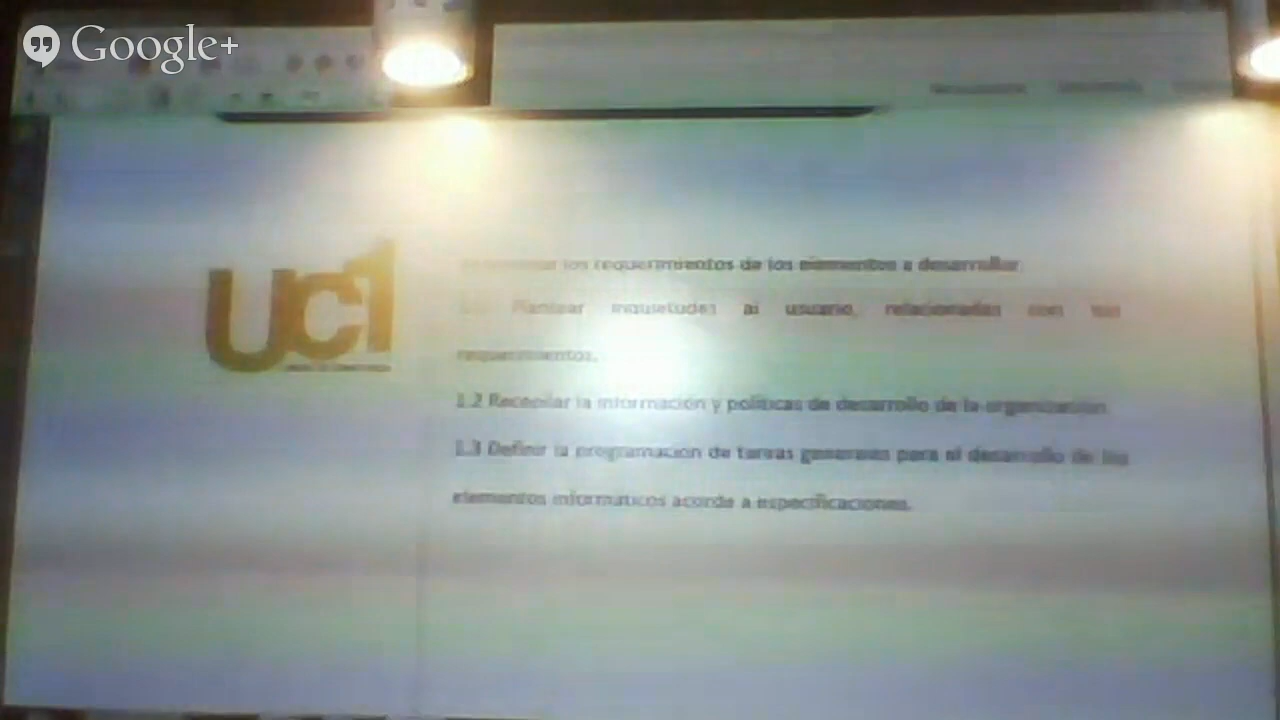 Google+
uc1
los requerimientos de los elementos a desarrollar
Plantear inquietudes al usuario, relacionadas con sus
requerimientos.
1.2 Recopilar la información y políticas de desarrollo de la organización
1.3 Definir la programación de tareas generales para el desarrollo de los
elementos informáticos acorde a especificaciones.